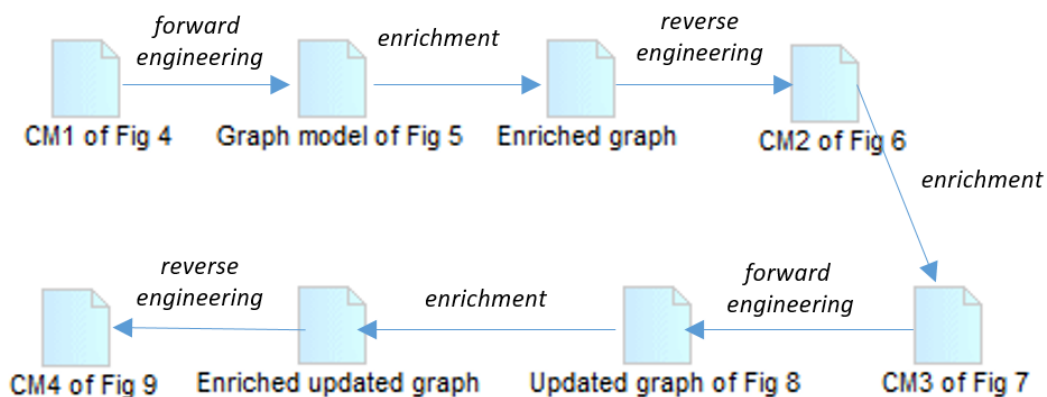 forward
engineering
enrichment
reverse
engineering
CM1 of Fig 4
Graph model of Fig 5
Enriched graph
CM2 of Fig 6
enrichment
reverse
engineering
enrichment
forward
engineering
CM4 of Fig 9
Enriched updated graph
Updated graph of Fig 8
CM3 of Fig 7